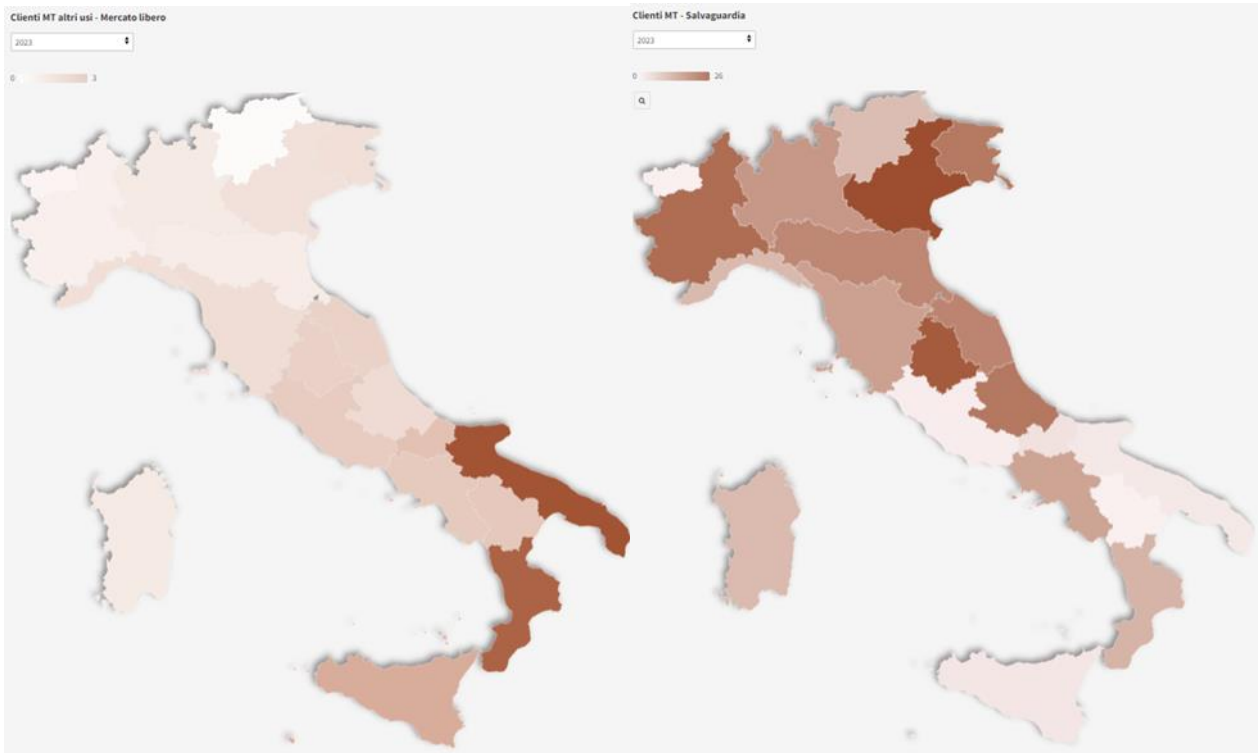 Clienti MT altri usi - Mercato libero
2023
0 3
Clienti MT - Salvaguardia
2023
0 26